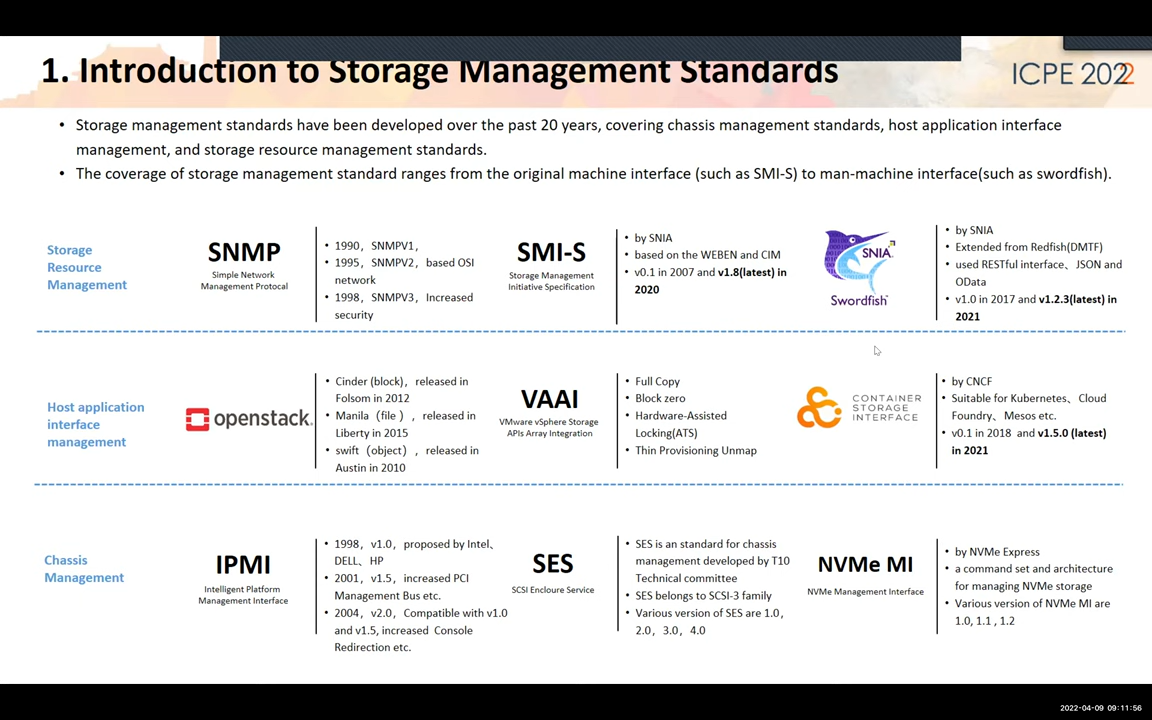 1. Introduction to Storage Management Standards
ICPE 2022
• Storage management standards have been developed over the past 20 years, covering chassis management standards, host application interface
management, and storage resource management standards.
• The coverage of storage management standard ranges from the original machine interface (such as SMI-S) to man-machine interface(such as swordfish).
Storage
Resource
Management
SNMP
Simple Network
Management Protocal
• 1990， SNMPV1，
• 1995， SNMPV2， based OSI
network
• 1998， SNMPV3， Increased
security
SMI-S
Storage Management
Initiative Specification
• by SNIA
• based on the WEBEN and CIM
• v0.1 in 2007 and v1.8(latest) in
2020
SNIA
Swordfish
• by SNIA
• Extended from Redfish(DMTF)
• used RESTful interface、JSON and
OData
• v1.0 in 2017 and v1.2.3(latest) in
2021
Host application
interface
management
openstack.
• Cinder (block)， released in
Folsom in 2012
• Manila（file），released in
Liberty in 2015
• swift（object），released in
Austin in 2010
VAAI
VMware vSphere Storage
APIs Array Integration
• Full Copy
• Block zero
• Hardware-Assisted
Locking(ATS)
• Thin Provisioning Unmap
CONTAINER
STORAGE
INTERFACE
• by CNCF
• Suitable for Kubernetes、Cloud
Foundry、Mesos etc.
• v0.1 in 2018 and v1.5.0 (latest)
in 2021
Chassis
Management
IPMI
Intelligent Platform
Management Interface
• 1998， v1.0， proposed by Intel、
DELL、HP
• 2001， v1.5， increased PCI
Management Bus etc.
• 2004， v2.0， Compatible with v1.0
and v1.5, increased Console
Redirection etc.
SES
SCSI Encloure Service
• SES is an standard for chassis
management developed by T10
Technical committee
• SES belongs to SCSI-3 family
• Various version of SES are 1.0，
2.0， 3.0， 4.0
NVMe MI
NVMe Management Interface
• by NVMe Express
• a command set and architecture
for managing NVMe storage
• Various version of NVMe MI are
1.0, 1.1 , 1.2
2022-04-09 09:11:56